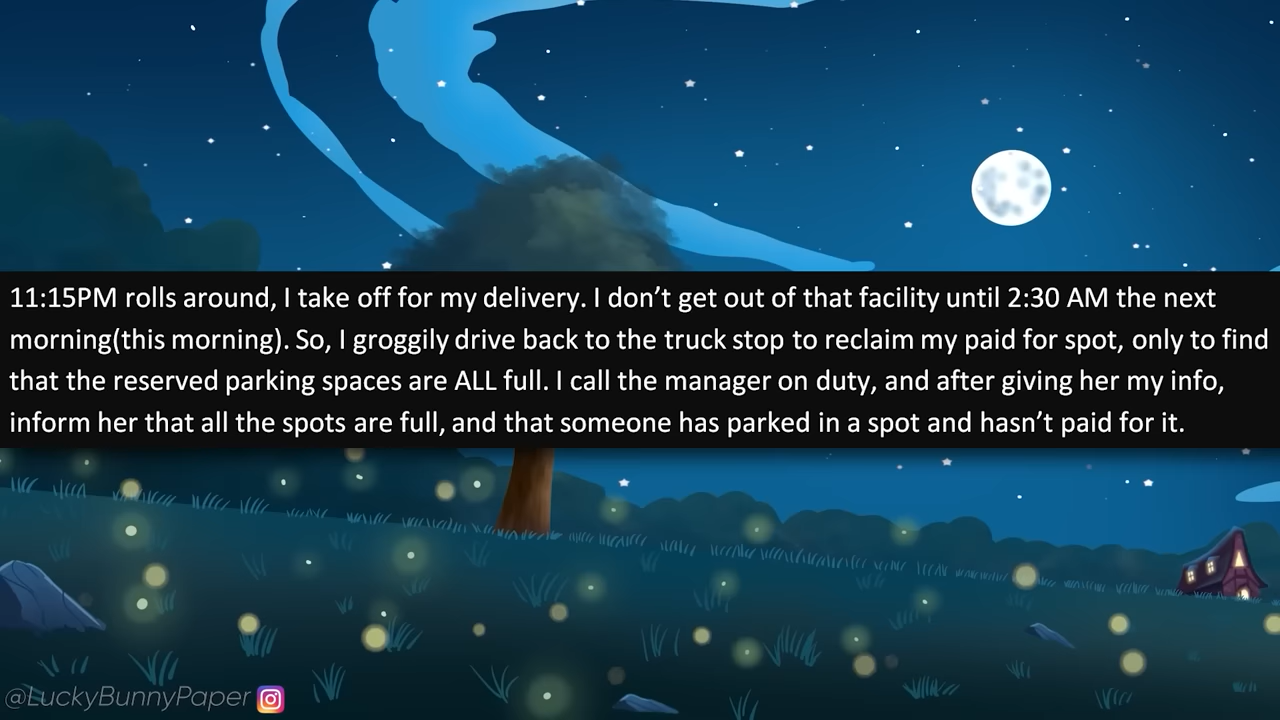 11:15PM rolls around, I take off for my delivery. I don’t get out of that facility until 2:30 AM the next
morning(this morning). So, I groggily drive back to the truck stop to reclaim my paid for spot, only to find
that the reserved parking spaces are ALL full. I call the manager on duty, and after giving her my info,
inform her that all the spots are full, and that someone has parked in a spot and hasn’t paid for it.
@LuckyBunnyPaper